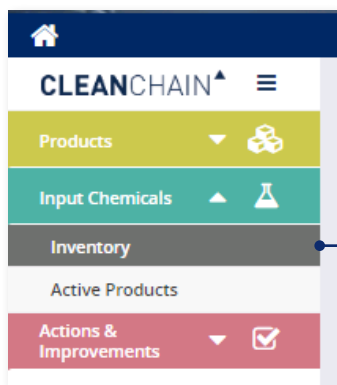 CLEANCHAIN
Products
Input Chemicals
Inventory
Active Products
Actions &
Improvements